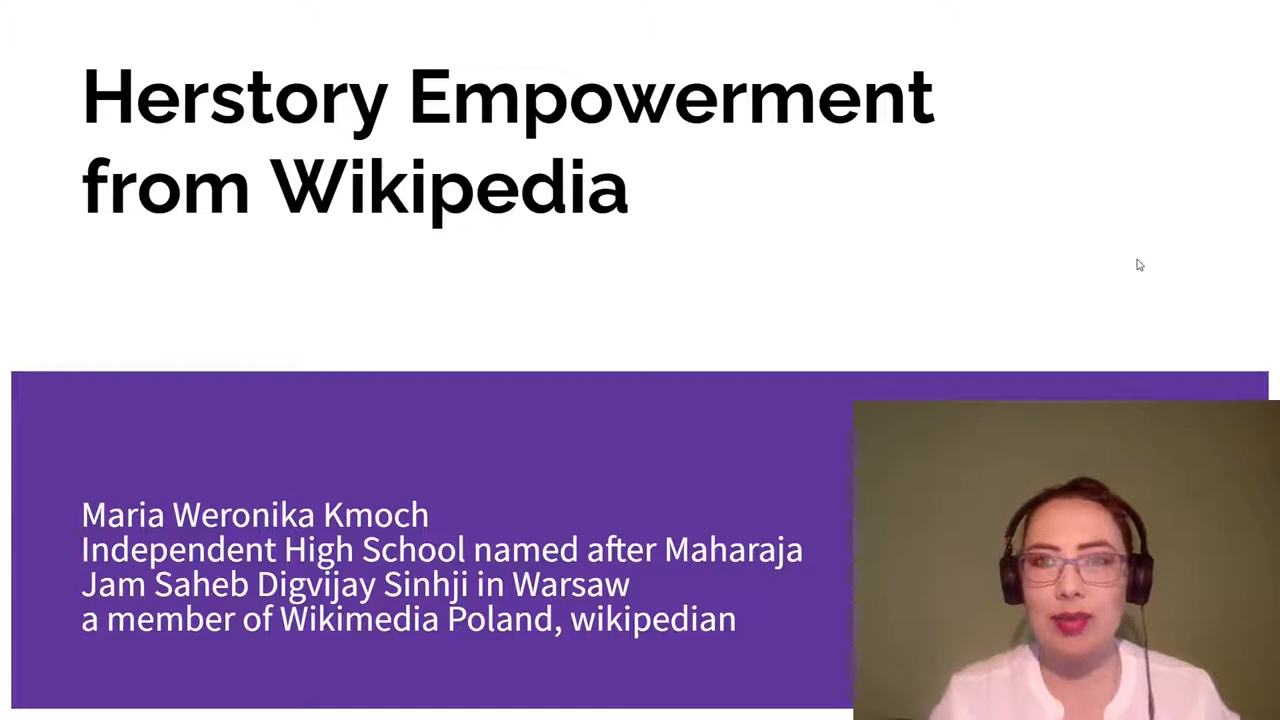 Herstory Empowerment
from Wikipedia
Maria Weronika Kmoch
Independent High School named after Maharaja
Jam Saheb Digvijay Sinhji in Warsaw
a member of Wikimedia Poland, wikipedian